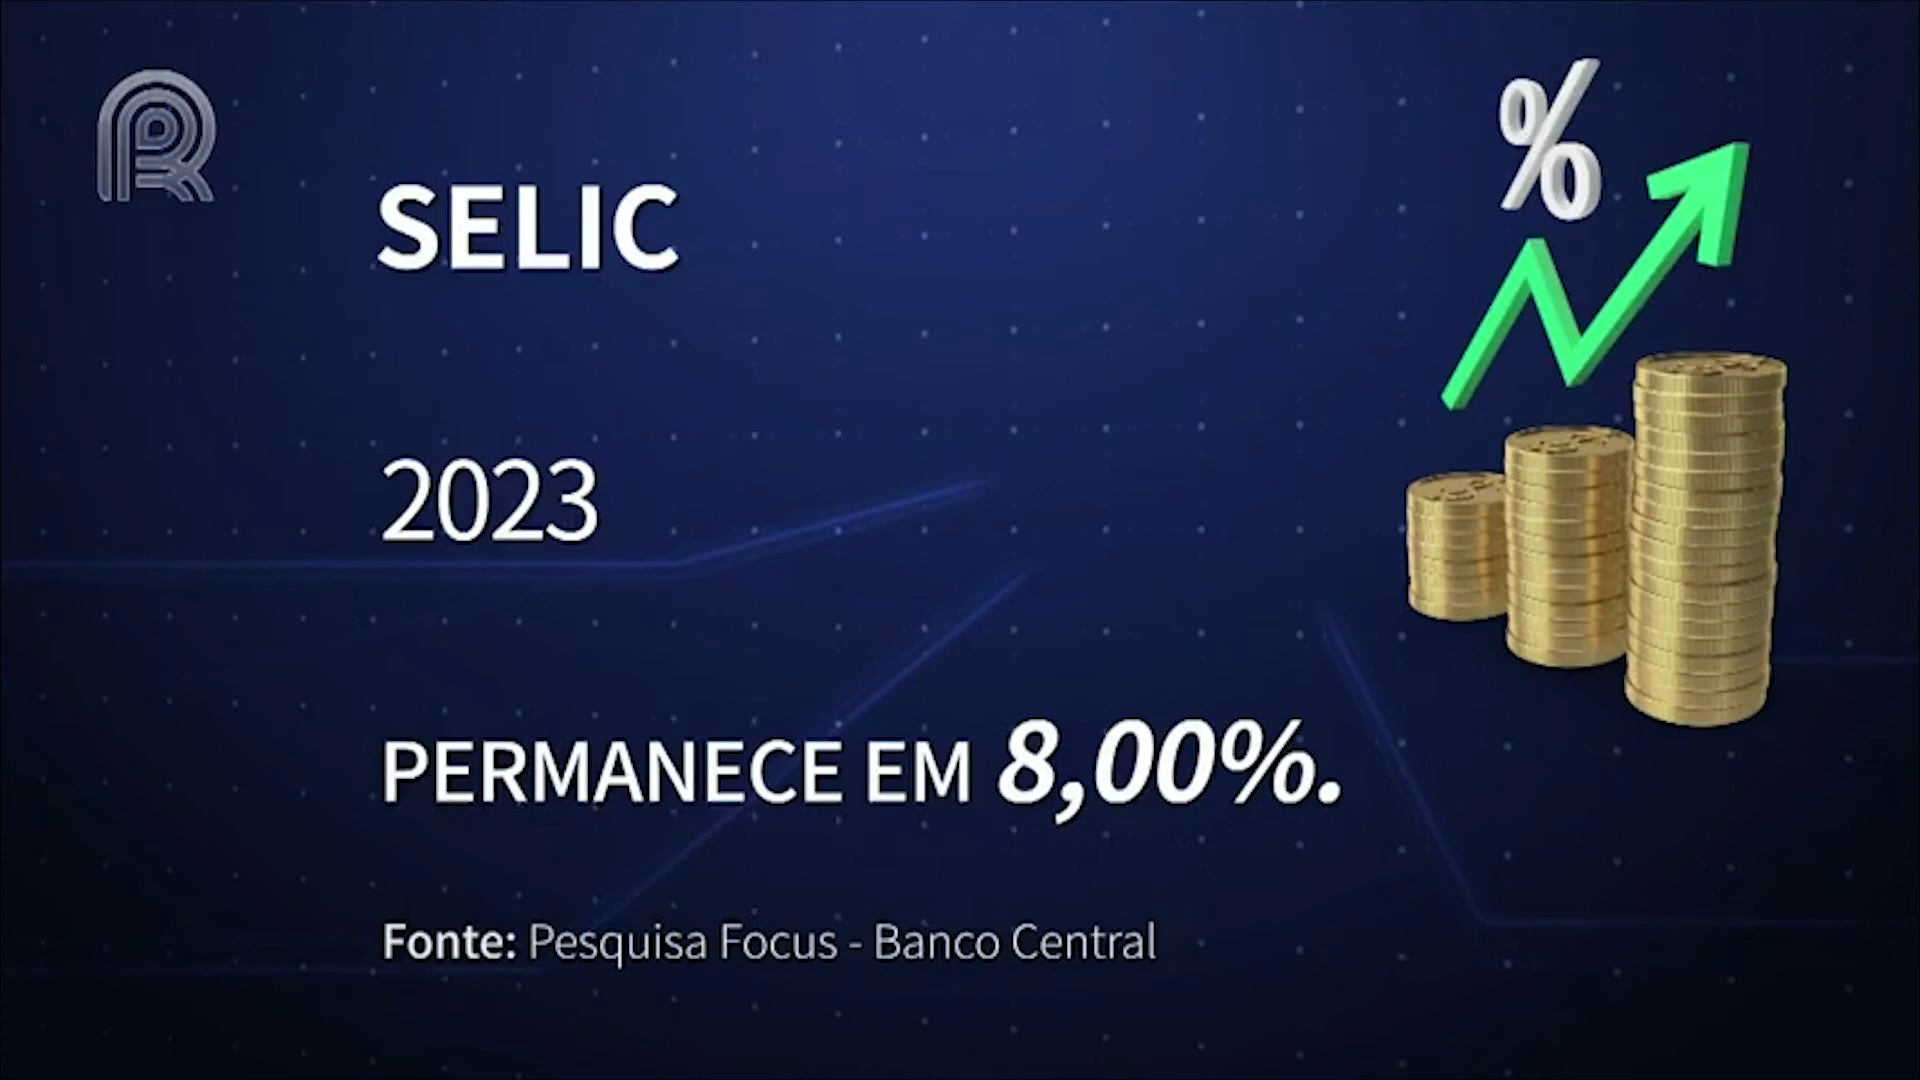 SELIC
2023
PERMANECE EM 8,00%.
Fonte: Pesquisa Focus - Banco Central
%